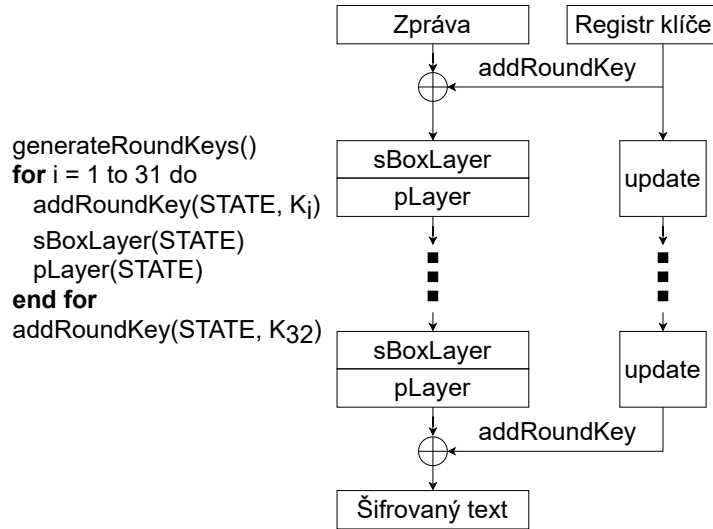 Zpráva
Registr klíče
addRoundKey
generateRoundKeys()
for i = 1 to 31 do
addRoundKey(STATE, Ki)
sBoxLayer(STATE)
pLayer(STATE)
end for
addRoundKey(STATE, K32)
sBoxLayer
pLayer
update
sBoxLayer
pLayer
update
addRoundKey
Šifrovaný text